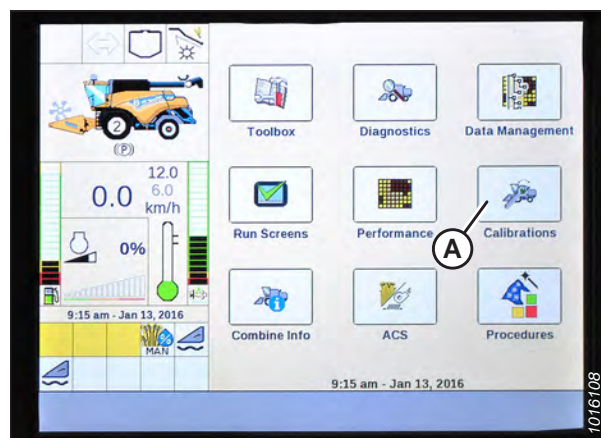 Toolbox
Diagnostics
Data Management
2
(P)
12.0
0.0
6.0
km/h
Run Screens
Performance
Calibrations
A
0%
9:15 am - Jan 13, 2016
MAN
Combine Info
ACS
Procedures
9:15 am - Jan 13, 2016
1016108